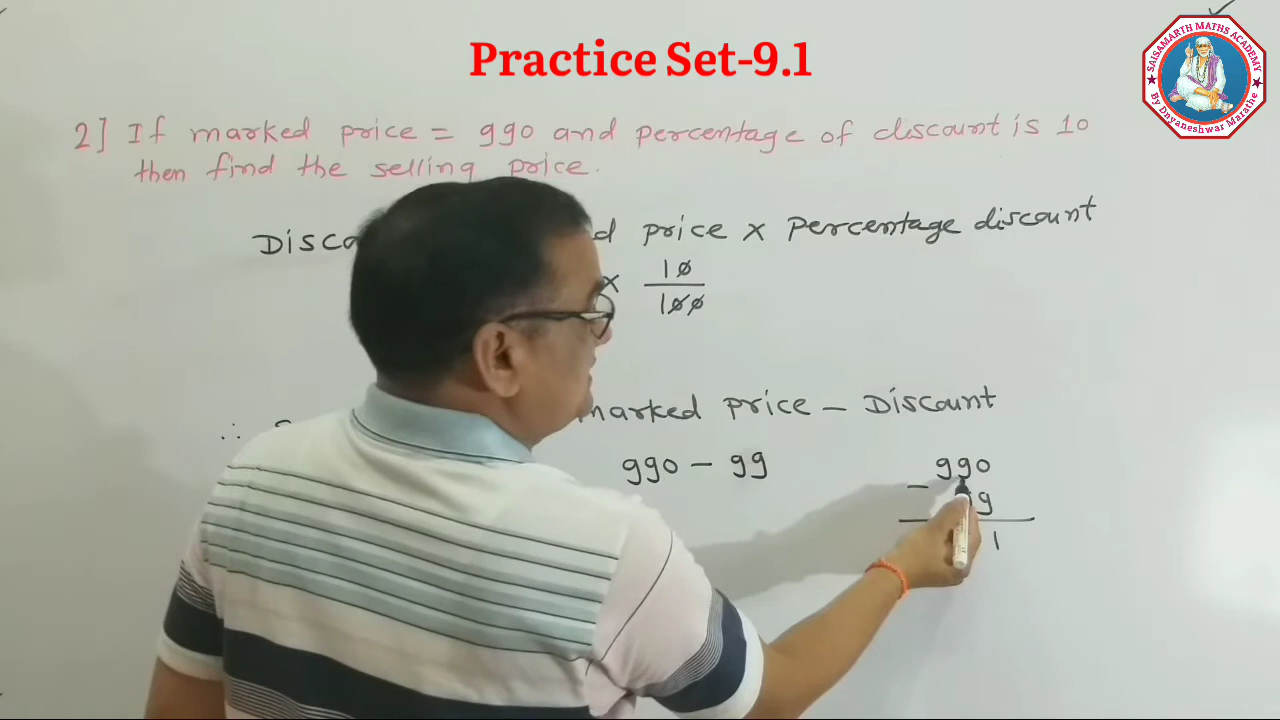 Practice Set-9.1
SAISAMARTH MATHS ACADEMY
By Dnyaneshwar Marathe
2] If marked price = 990 and percentage of discount is 10
then find the selling price.
price × Percentage discount
× 10
100
∴ marked price – Discount
990 – 99
990
– 9
1